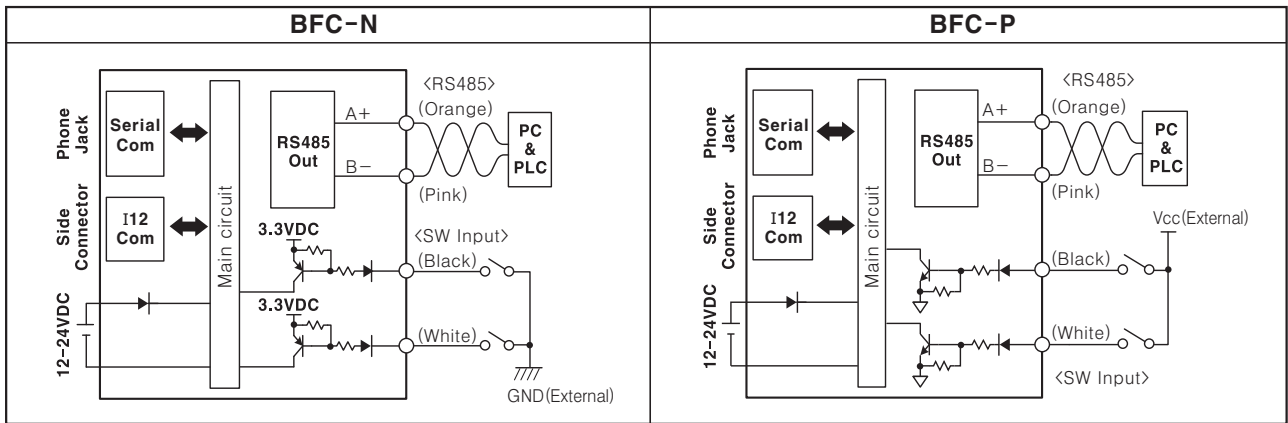 BFC-N
Phone Jack
Side Connector
12-24VDC
Serial Com
I12 Com
Main circuit
RS485 Out
A+
B-
3.3VDC
3.3VDC
<RS485>
(Orange)
(Pink)
PC & PLC
<SW Input>
(Black)
(White)
GND(External)
BFC-P
Phone Jack
Side Connector
12-24VDC
Serial Com
I12 Com
Main circuit
RS485 Out
A+
B-
<RS485>
(Orange)
(Pink)
PC & PLC
Vcc(External)
(Black)
(White)
<SW Input>